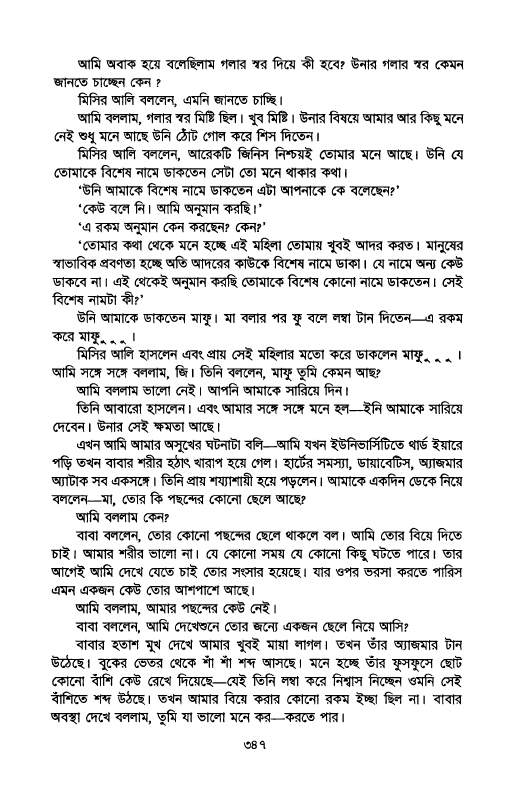 আমি অবাক হয়ে বলেছিলাম গলার স্বর দিয়ে কী হবে? উনার গলার স্বর কেমন
জানতে চাচ্ছেন কেন ?
মিসির আলি বললেন, এমনি জানতে চাচ্ছি।
আমি বললাম, গলার স্বর মিষ্টি ছিল। খুব মিষ্টি। উনার বিষয়ে আমার আর কিছু মনে
নেই শুধু মনে আছে উনি ঠোঁট গোল করে শিস দিতেন।
মিসির আলি বললেন, আরেকটি জিনিস নিশ্চয়ই তোমার মনে আছে। উনি যে
তোমাকে বিশেষ নামে ডাকতেন সেটা তো মনে থাকার কথা।
‘উনি আমাকে বিশেষ নামে ডাকতেন এটা আপনাকে কে বলেছেন?’
‘কেউ বলে নি। আমি অনুমান করছি।’
‘এ রকম অনুমান কেন করছেন? কেন?’
‘তোমার কথা থেকে মনে হচ্ছে এই মহিলা তোমায় খুবই আদর করত। মানুষের
স্বাভাবিক প্রবণতা হচ্ছে অতি আদরের কাউকে বিশেষ নামে ডাকা। যে নামে অন্য কেউ
ডাকবে না। এই থেকেই অনুমান করছি তোমাকে বিশেষ কোনো নামে ডাকতেন। সেই
বিশেষ নামটা কী?’
উনি আমাকে ডাকতেন মাফু। মা বলার পর ফু বলে লম্বা টান দিতেন—এ রকম
করে মাফু ু ু ু ।
মিসির আলি হাসলেন এবং প্রায় সেই মহিলার মতো করে ডাকলেন মাফু ু ু ু ।
আমি সঙ্গে সঙ্গে বললাম, জি। তিনি বললেন, মাফু তুমি কেমন আছ?
আমি বললাম ভালো নেই। আপনি আমাকে সারিয়ে দিন।
তিনি আবারো হাসলেন। এবং আমার সঙ্গে সঙ্গে মনে হল—ইনি আমাকে সারিয়ে
দেবেন। উনার সেই ক্ষমতা আছে।
এখন আমি আমার অসুখের ঘটনাটা বলি—আমি যখন ইউনিভার্সিটিতে থার্ড ইয়ারে
পড়ি তখন বাবার শরীর হঠাৎ খারাপ হয়ে গেল। হার্টের সমস্যা, ডায়াবেটিস, অ্যাজমার
অ্যাটাক সব একসঙ্গে। তিনি প্রায় শয্যাশায়ী হয়ে পড়লেন। আমাকে একদিন ডেকে নিয়ে
বললেন—মা, তোর কি পছন্দের কোনো ছেলে আছে?
আমি বললাম কেন?
বাবা বললেন, তোর কোনো পছন্দের ছেলে থাকলে বল। আমি তোর বিয়ে দিতে
চাই। আমার শরীর ভালো না। যে কোনো সময় যে কোনো কিছু ঘটতে পারে। তার
আগেই আমি দেখে যেতে চাই তোর সংসার হয়েছে। যার ওপর ভরসা করতে পারিস
এমন একজন কেউ তোর আশপাশে আছে।
আমি বললাম, আমার পছন্দের কেউ নেই।
বাবা বললেন, আমি দেখেশুনে তোর জন্যে একজন ছেলে নিয়ে আসি?
বাবার হতাশ মুখ দেখে আমার খুবই মায়া লাগল। তখন তাঁর অ্যাজমার টান
উঠেছে। বুকের ভেতর থেকে শাঁ শাঁ শব্দ আসছে। মনে হচ্ছে তাঁর ফুসফুসে ছোট
কোনো বাঁশি কেউ রেখে দিয়েছে—যেই তিনি লম্বা করে নিশ্বাস নিচ্ছেন ওমনি সেই
বাঁশিতে শব্দ উঠছে। তখন আমার বিয়ে করার কোনো রকম ইচ্ছা ছিল না। বাবার
অবস্থা দেখে বললাম, তুমি যা ভালো মনে কর—করতে পার।
৩৪৭